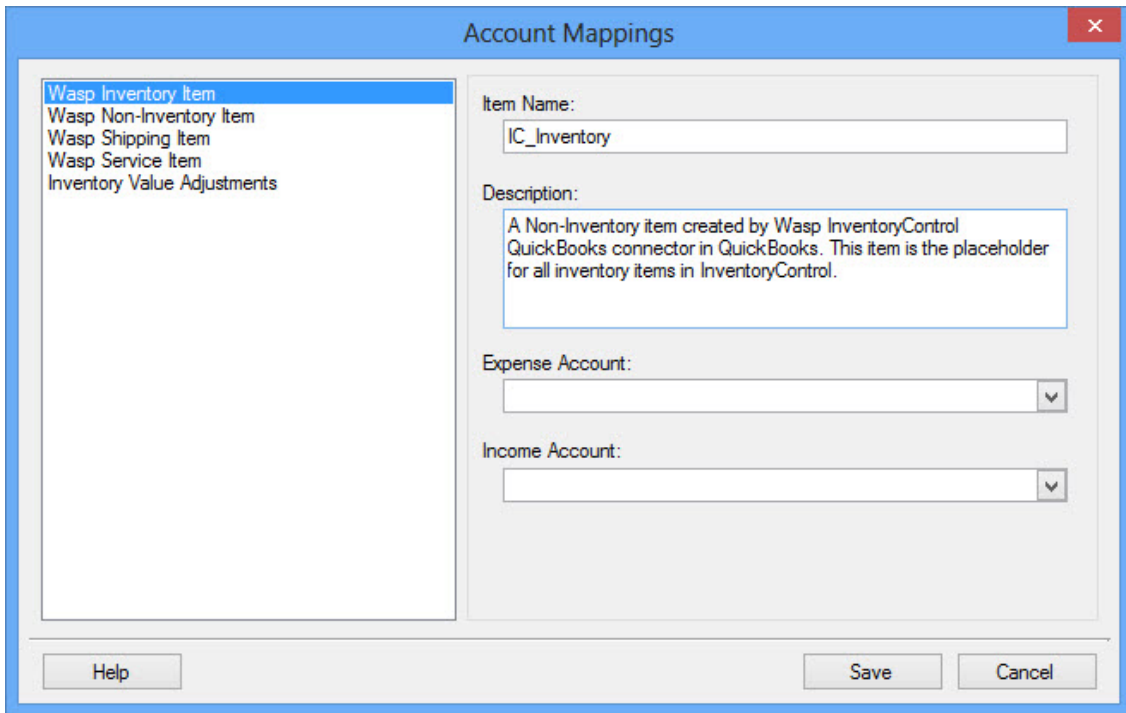 Account Mappings
Wasp Inventory Item
Wasp Non-Inventory Item
Wasp Shipping Item
Wasp Service Item
Inventory Value Adjustments
Item Name:
IC_Inventory
Description:
A Non-Inventory item created by Wasp InventoryControl
QuickBooks connector in QuickBooks. This item is the placeholder
for all inventory items in InventoryControl.
Expense Account:
Income Account:
Help
Save
Cancel